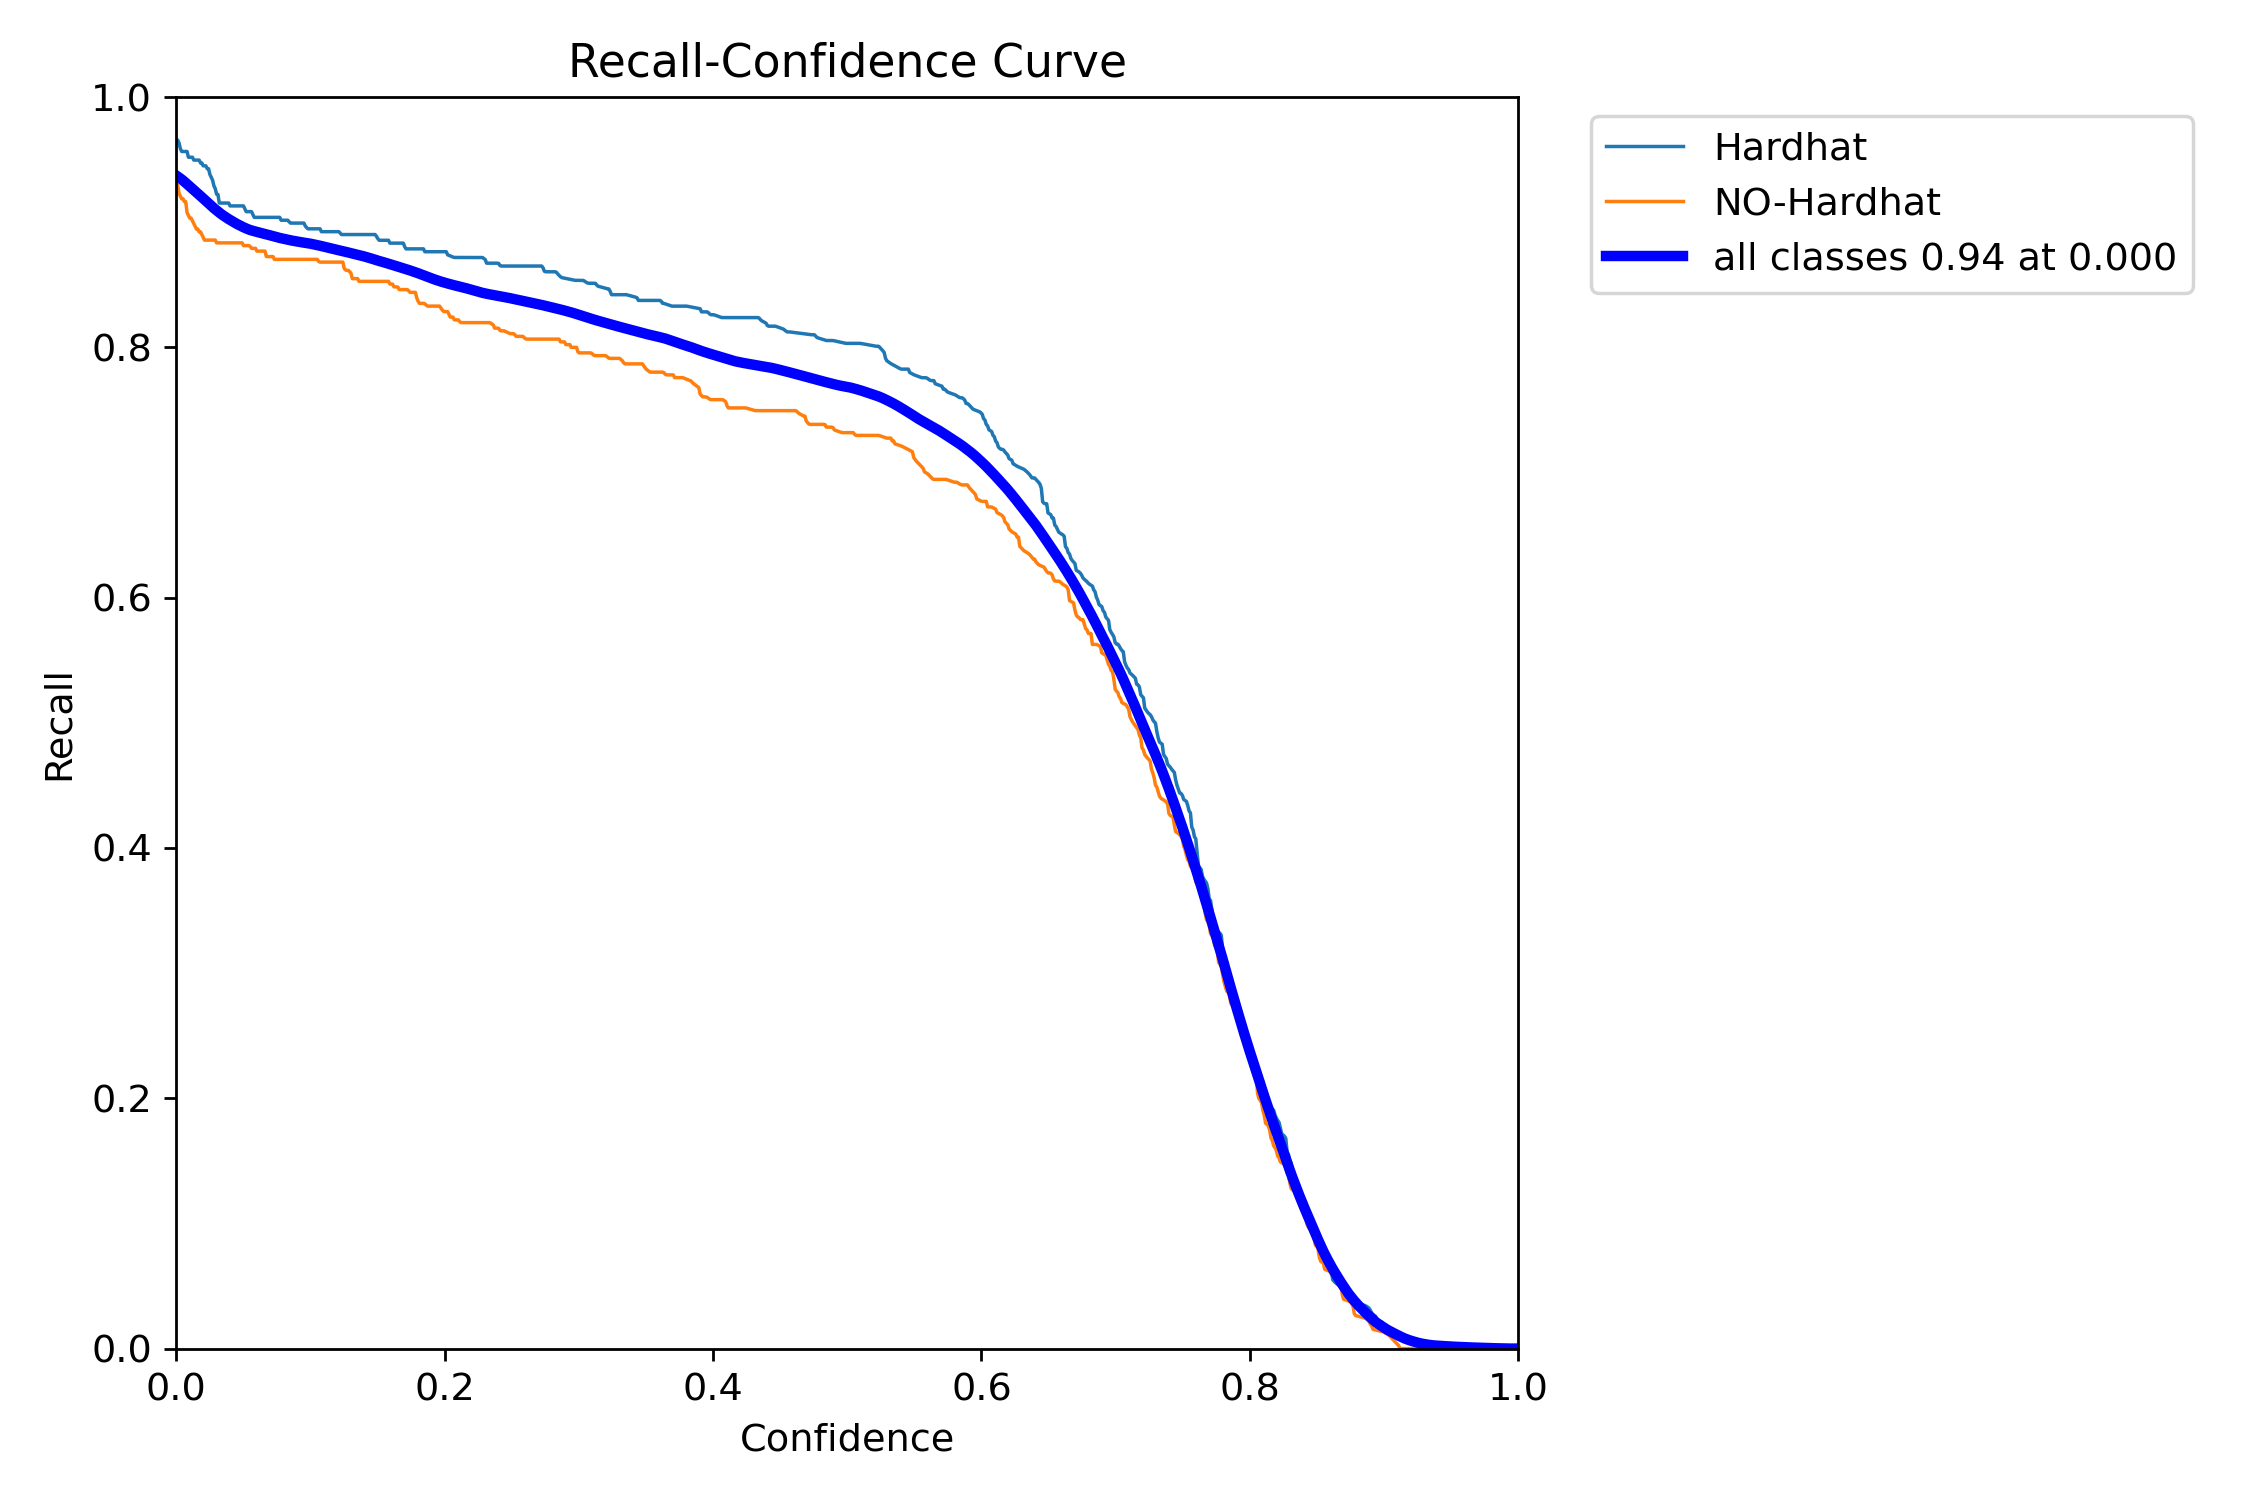 Recall-Confidence Curve
1.0
0.8
0.6
0.4
0.2
0.0
Recall
0.0 0.2 0.4 0.6 0.8 1.0
Confidence
Hardhat
NO-Hardhat
all classes 0.94 at 0.000